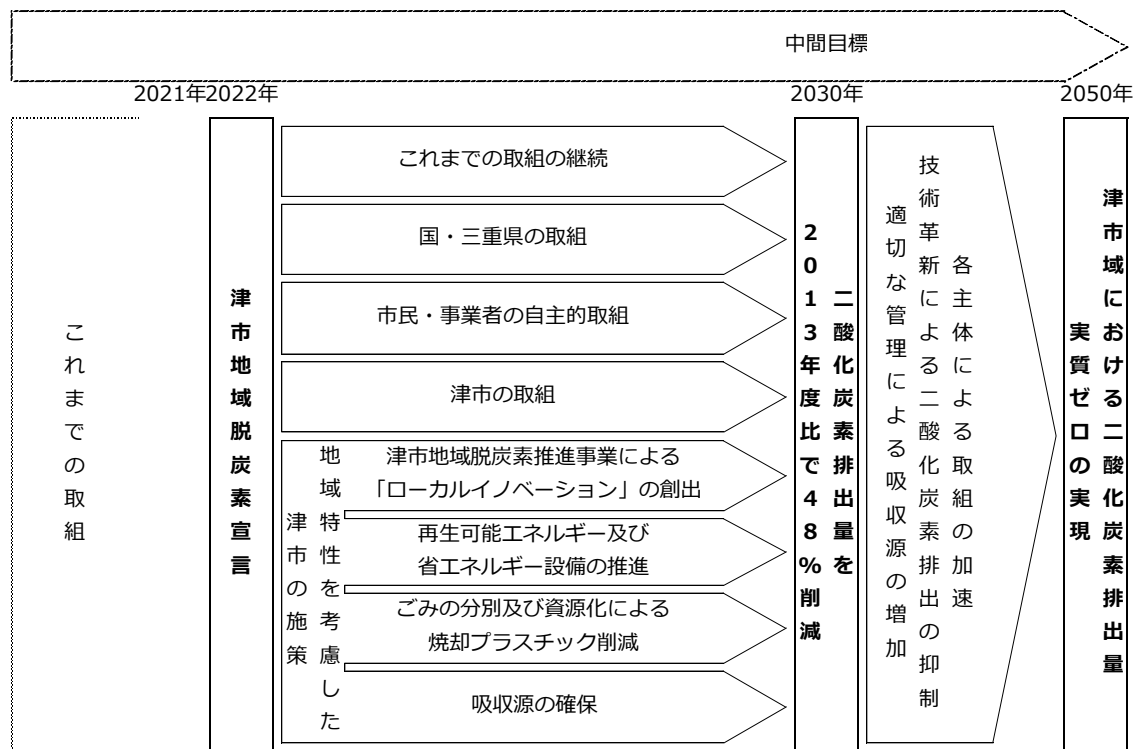 中間目標
2021年2022年
2030年
2050年
これまでの取組
津市地域脱炭素宣言
これまでの取組の継続
国・三重県の取組
市民・事業者の自主的取組
津市の取組
地域特性を考慮した
津市の施策
津市地域脱炭素推進事業による
「ローカルイノベーション」の創出
再生可能エネルギー及び
省エネルギー設備の推進
ごみの分別及び資源化による
焼却プラスチック削減
吸収源の確保
二酸化炭素排出量を
2013年度比で48%削減
各主体による取組の加速
技術革新による二酸化炭素排出の抑制
適切な管理による吸収源の増加
津市域における二酸化炭素排出量
実質ゼロの実現